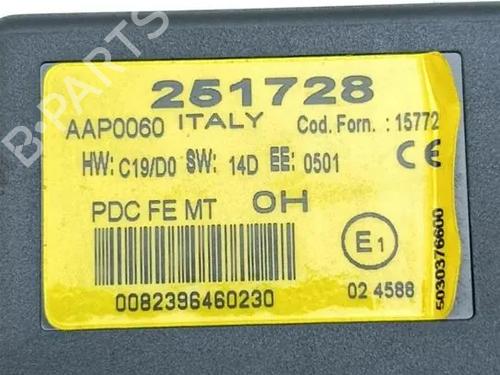 251728
AAP0060 ITALY Cod. Forn. : 15772
HW: C19/D0 SW: 14D EE: 0501 CE
PDC FE MT OH
E1
0082396460230 02 4588
5030376600
B-PARTS